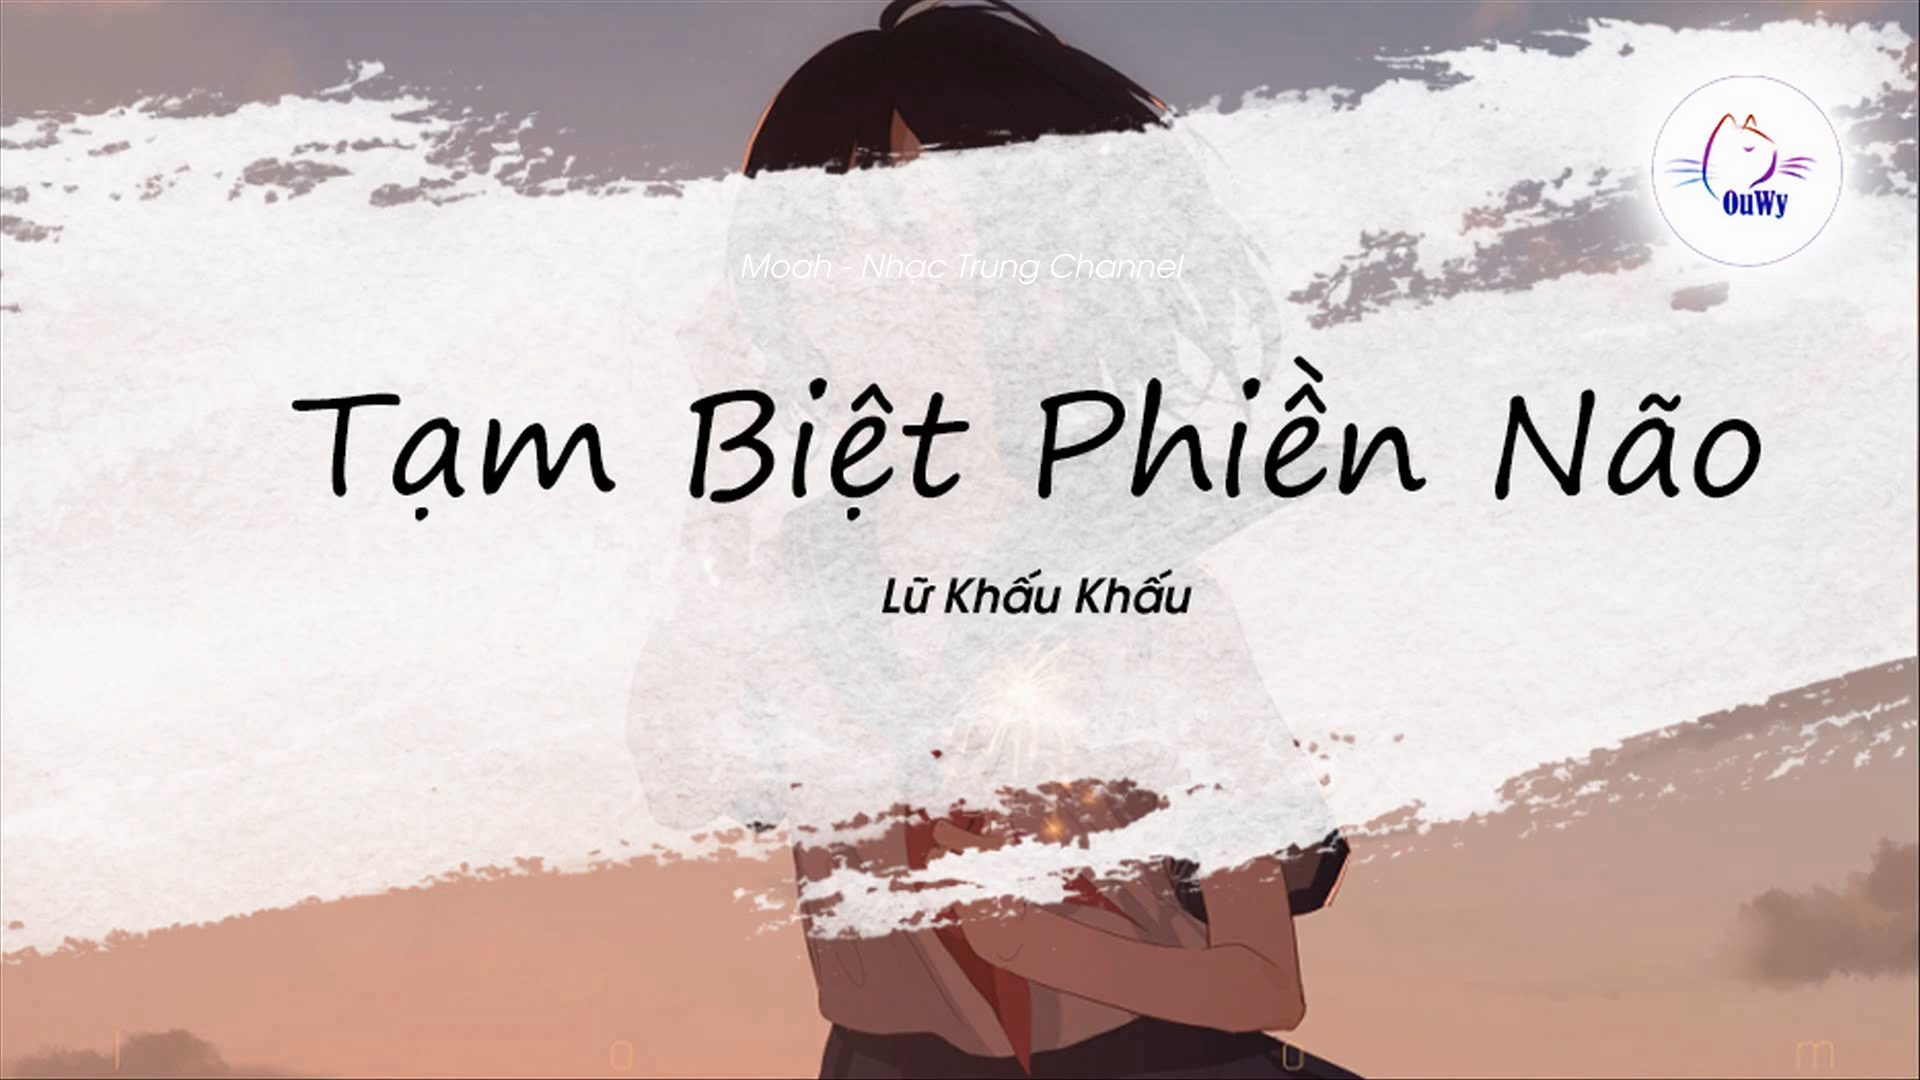 OuWy
Moah - Nhạc Trung Channel
Tạm Biệt Phiền Não
Lữ Khấu Khấu
l o o m